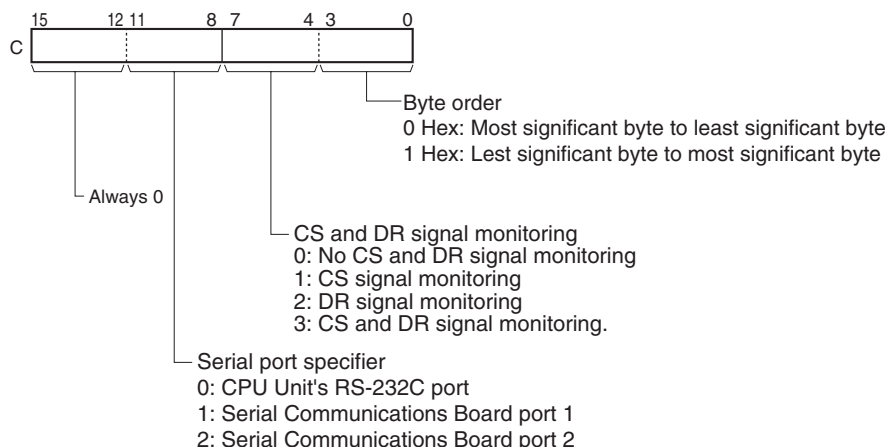 15 12 11 8 7 4 3 0
C
Byte order
0 Hex: Most significant byte to least significant byte
1 Hex: Lest significant byte to most significant byte
Always 0
CS and DR signal monitoring
0: No CS and DR signal monitoring
1: CS signal monitoring
2: DR signal monitoring
3: CS and DR signal monitoring.
Serial port specifier
0: CPU Unit's RS-232C port
1: Serial Communications Board port 1
2: Serial Communications Board port 2